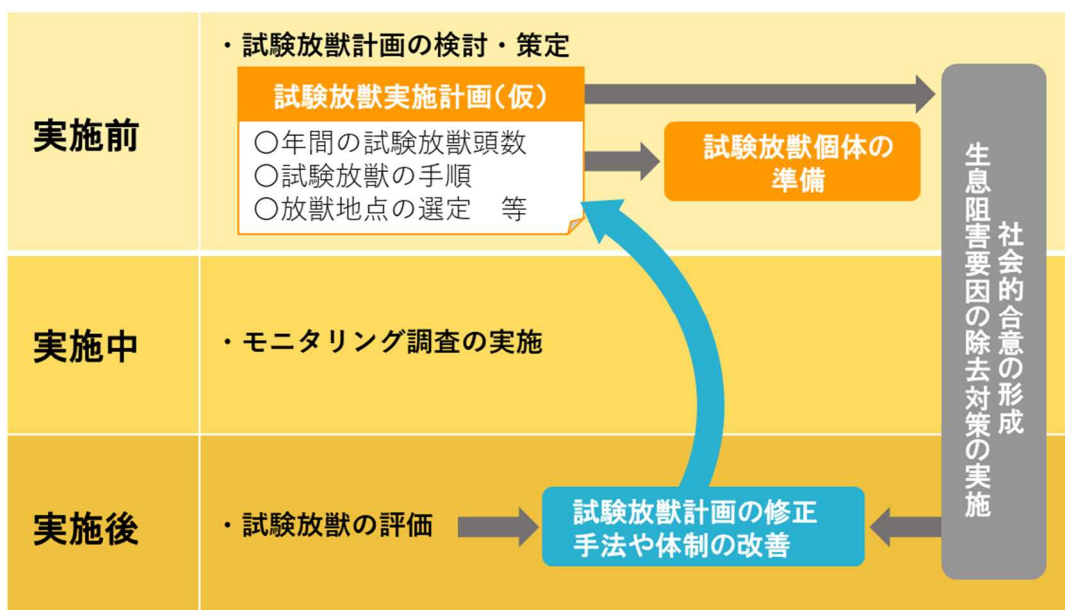 実施前
・試験放獣計画の検討・策定
試験放獣実施計画(仮)
〇年間の試験放獣頭数
〇試験放獣の手順
〇放獣地点の選定　等
試験放獣個体の
準備
社会的合意の形成
生息阻害要因の除去対策の実施
実施中
・モニタリング調査の実施
実施後
・試験放獣の評価
試験放獣計画の修正
手法や体制の改善